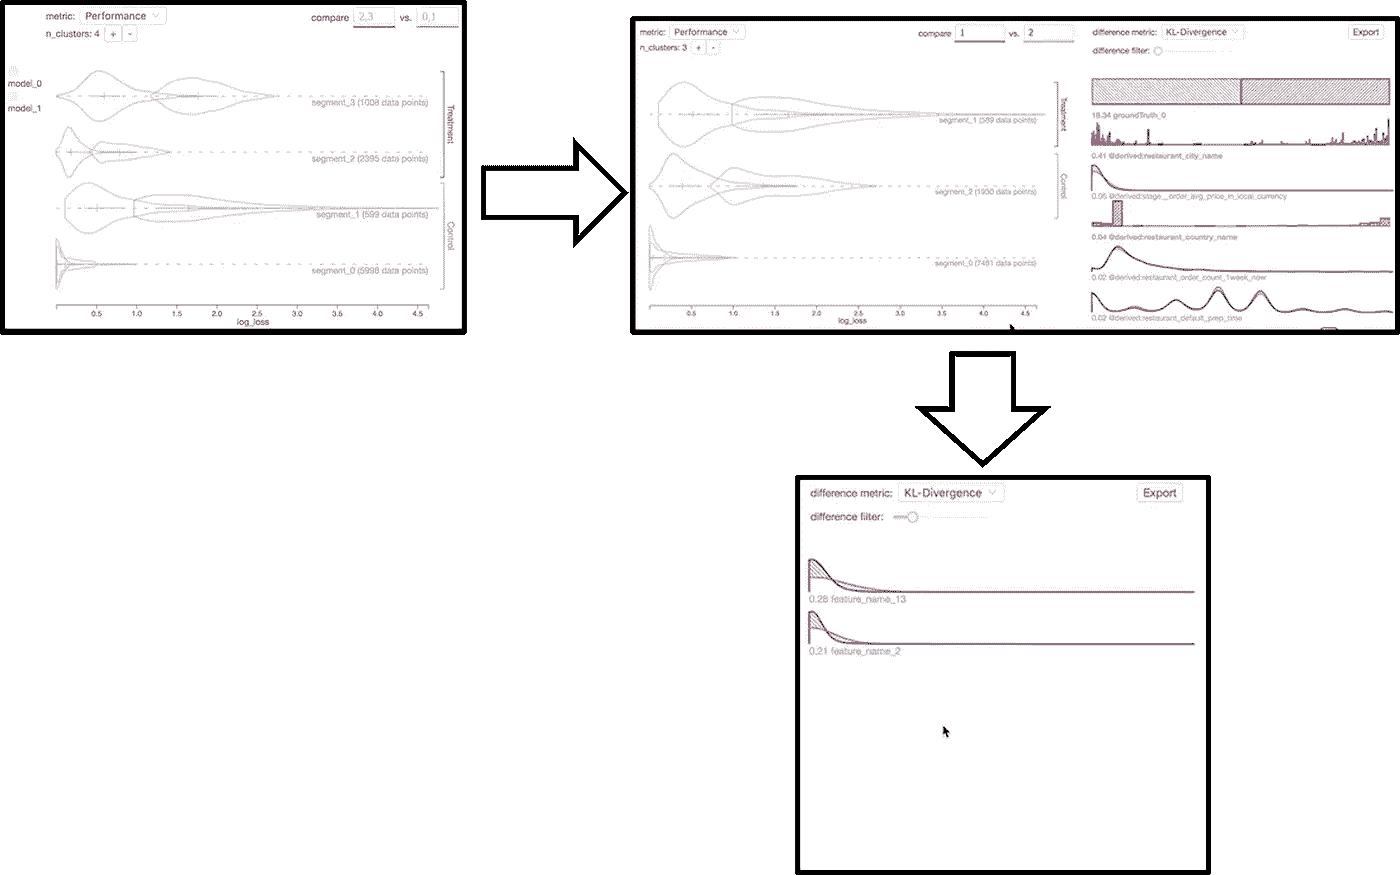 metric: Performance
compare 2,3 vs. 0,1
n_clusters: 4 + -
model_0
model_1
segment_3 (1008 data points)
segment_2 (2395 data points)
segment_1 (599 data points)
segment_0 (5998 data points)
Treatment
Control
0.5 1.0 1.5 2.0 2.5 3.0 3.5 4.0 4.5
log_loss
metric: Performance
compare 1 vs. 2
n_clusters: 3 + -
segment_1 (589 data points)
segment_2 (1930 data points)
segment_0 (7481 data points)
Treatment
Control
0.5 1.0 1.5 2.0 2.5 3.0 3.5 4.0 4.5
log_loss
difference metric: KL-Divergence Export
difference filter:
18.34 groundTruth_0
0.41 @derived:restaurant_city_name
0.06 @derived:stage__order_avg_price_in_local_currency
0.04 @derived:restaurant_country_name
0.02 @derived:restaurant_order_count_1week_new
0.02 @derived:restaurant_default_prep_time
difference metric: KL-Divergence Export
difference filter:
0.28 feature_name_13
0.21 feature_name_2